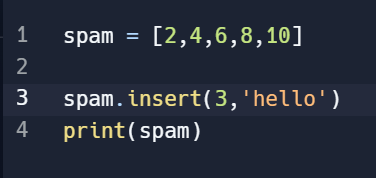 1 spam = [2,4,6,8,10]
2
3 spam.insert(3,'hello')
4 print(spam)